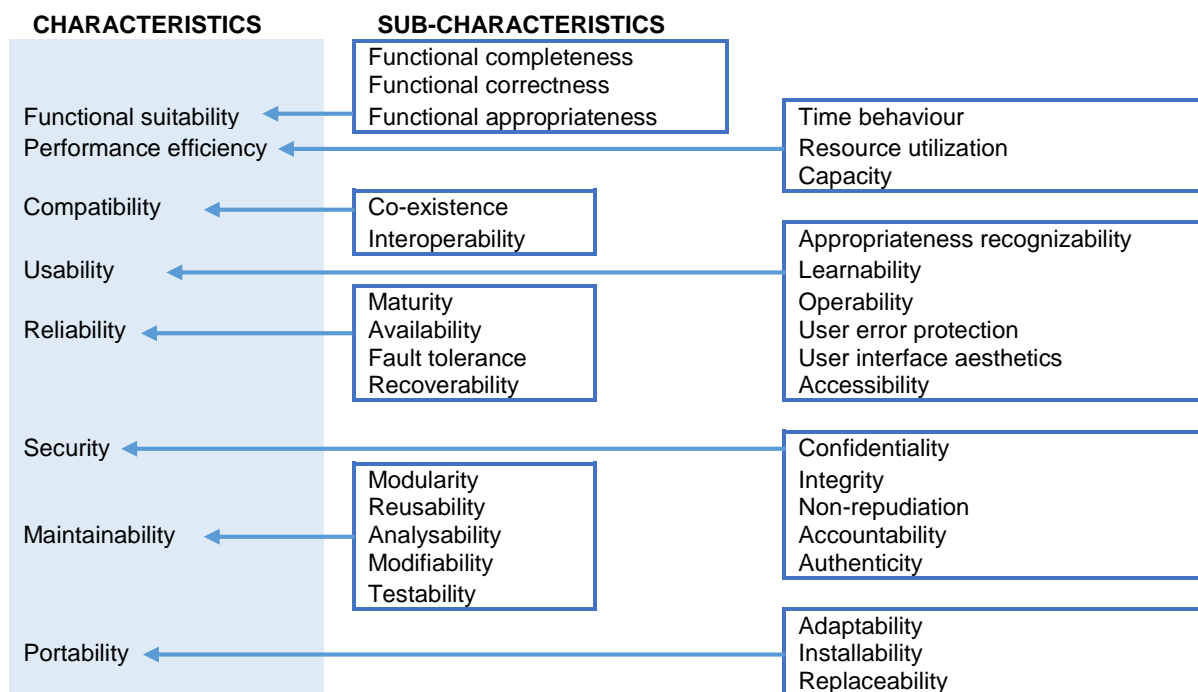 CHARACTERISTICS
SUB-CHARACTERISTICS
Functional suitability
Functional completeness
Functional correctness
Functional appropriateness
Performance efficiency
Time behaviour
Resource utilization
Capacity
Compatibility
Co-existence
Interoperability
Usability
Appropriateness recognizability
Learnability
Operability
User error protection
User interface aesthetics
Accessibility
Reliability
Maturity
Availability
Fault tolerance
Recoverability
Security
Confidentiality
Integrity
Non-repudiation
Accountability
Authenticity
Maintainability
Modularity
Reusability
Analysability
Modifiability
Testability
Portability
Adaptability
Installability
Replaceability